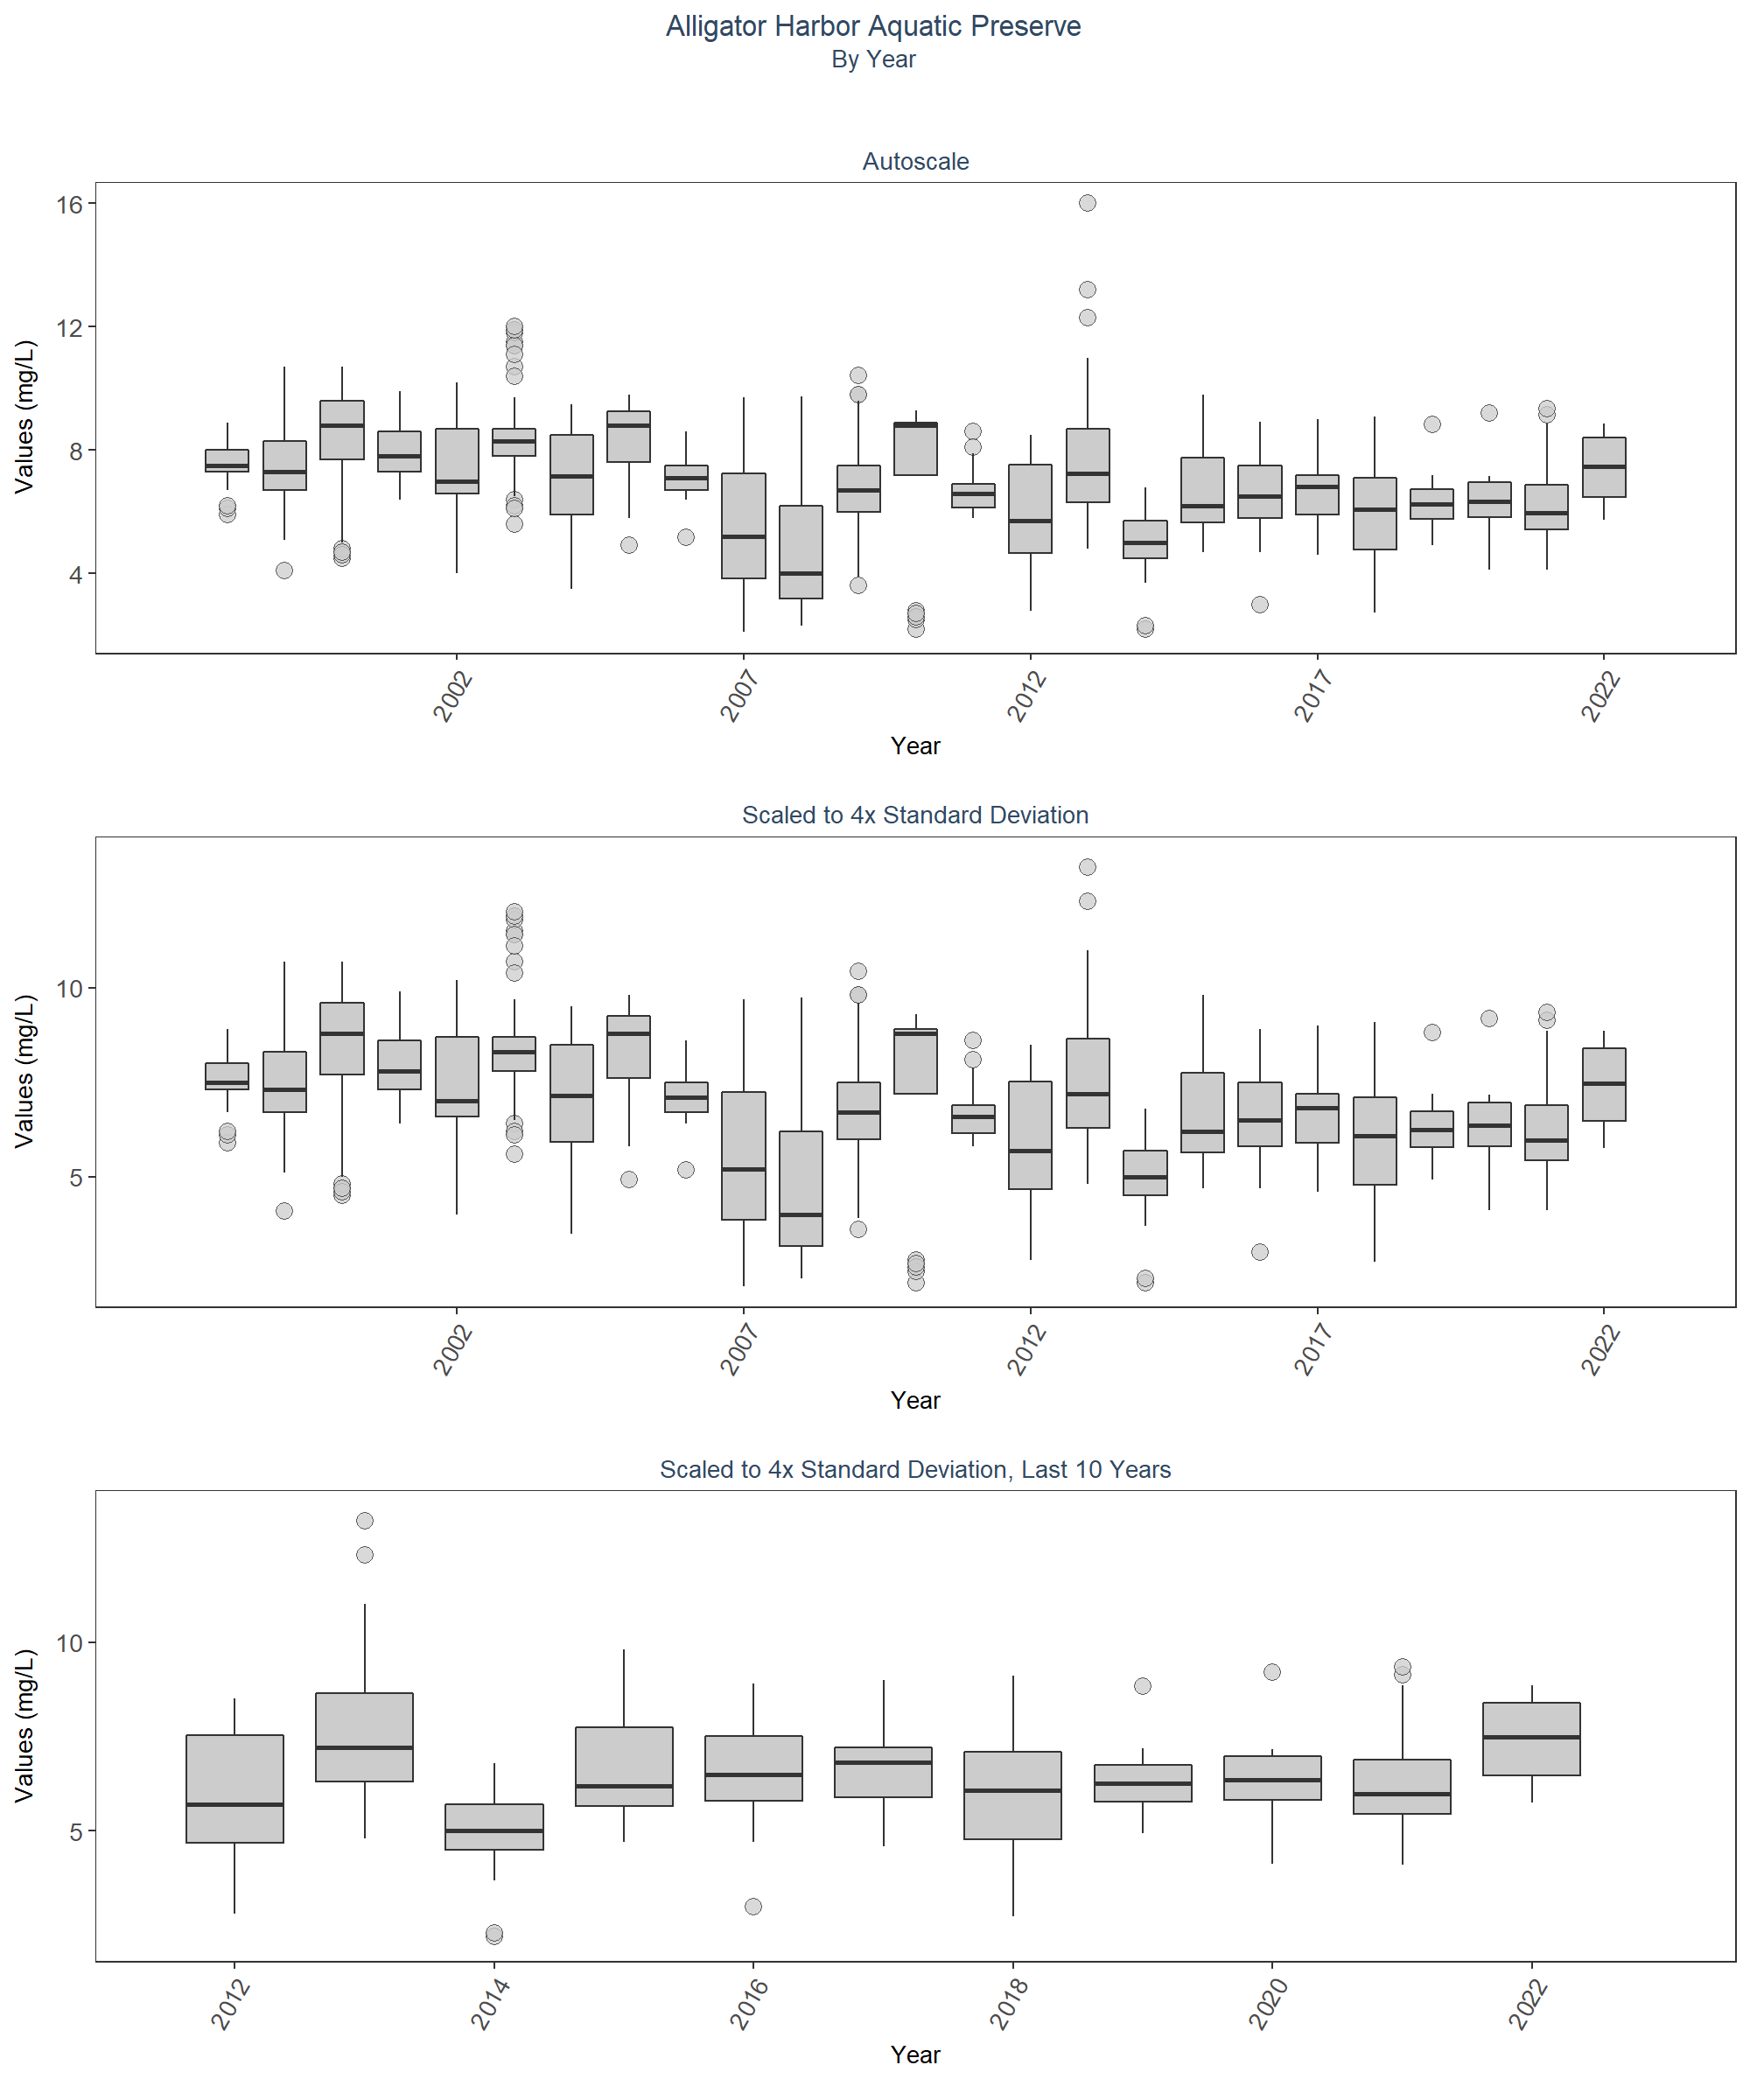 Alligator Harbor Aquatic Preserve
By Year
Autoscale
Values (mg/L)
16
12
8
4
2002
2007
2012
2017
2022
Year
Scaled to 4x Standard Deviation
Values (mg/L)
10
5
2002
2007
2012
2017
2022
Year
Scaled to 4x Standard Deviation, Last 10 Years
Values (mg/L)
10
5
2012
2014
2016
2018
2020
2022
Year